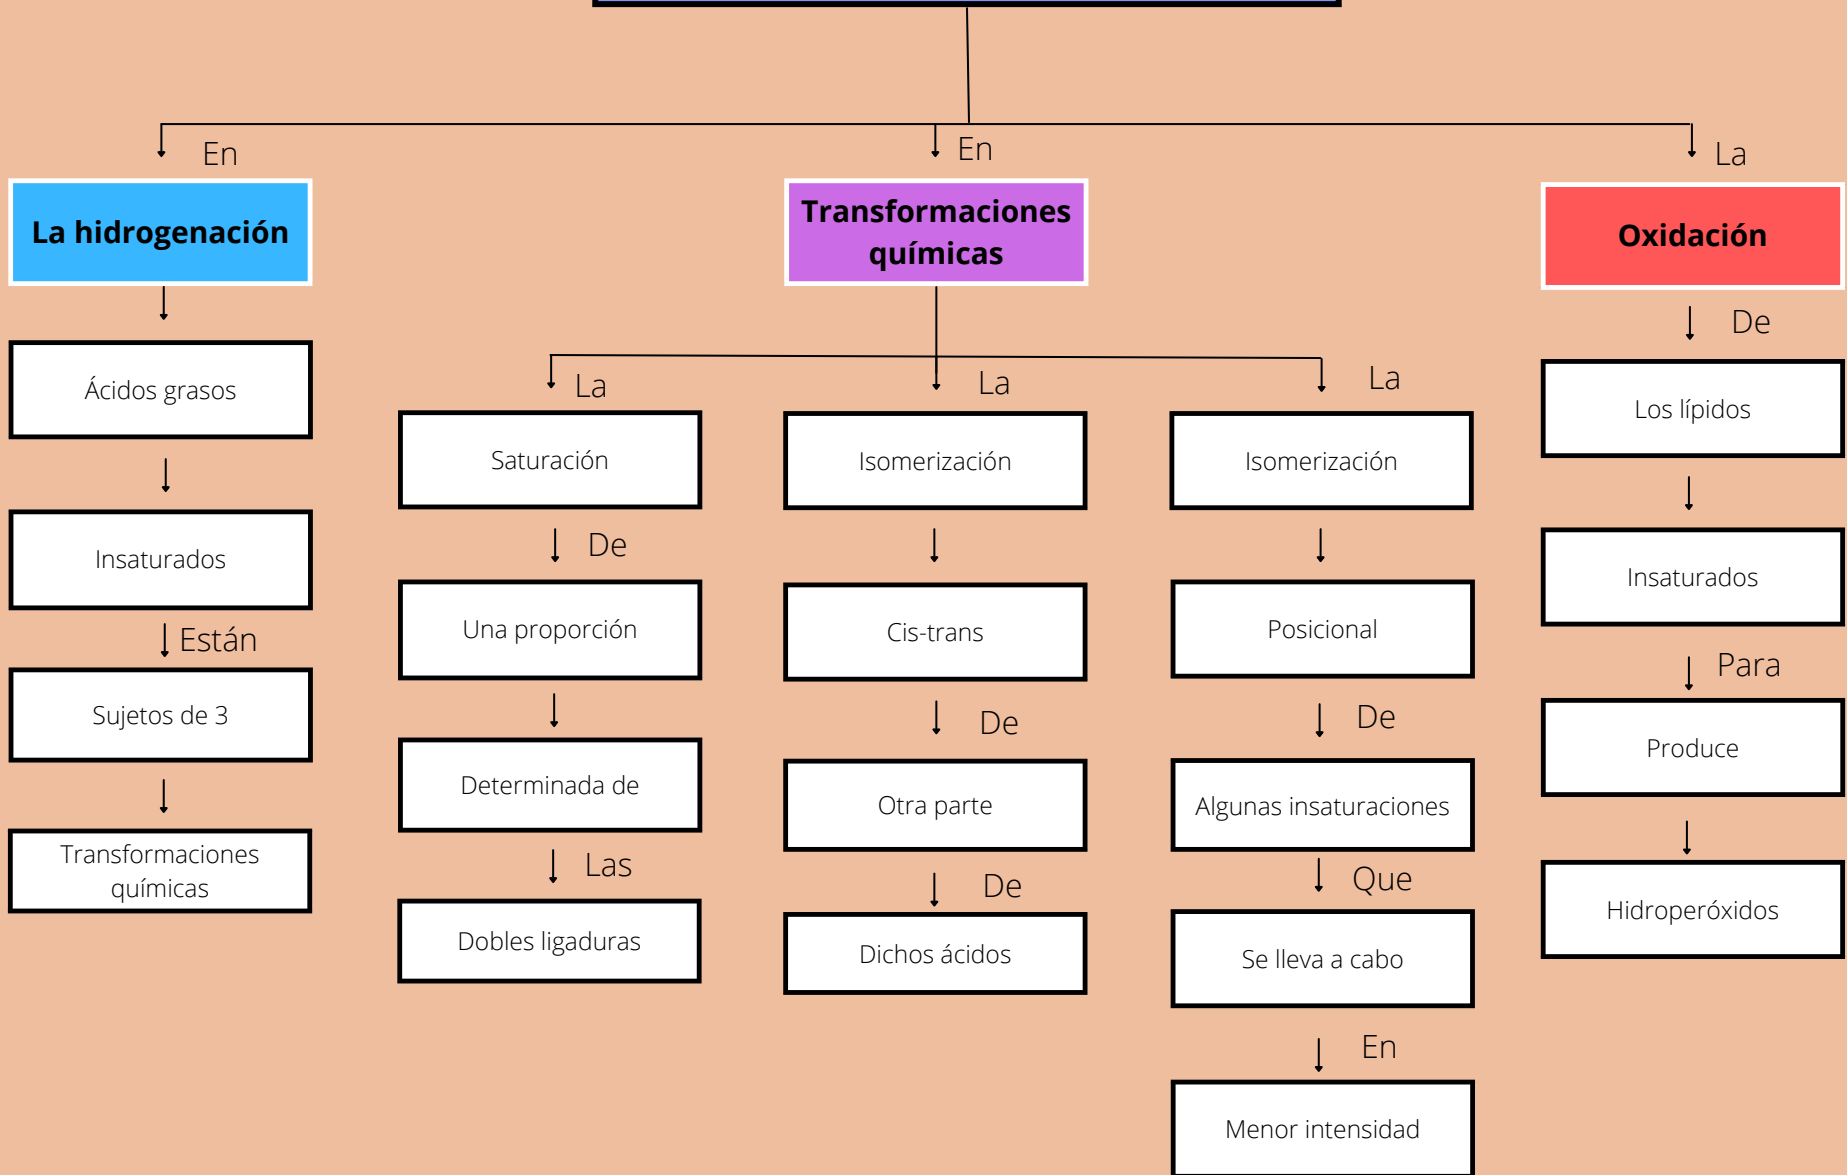 En
La hidrogenación
Ácidos grasos
Insaturados
Están
Sujetos de 3
Transformaciones
químicas
En
Transformaciones
químicas
La
Saturación
De
Una proporción
Determinada de
Las
Dobles ligaduras
La
Isomerización
Cis-trans
De
Otra parte
De
Dichos ácidos
La
Isomerización
Posicional
De
Algunas insaturaciones
Que
Se lleva a cabo
En
Menor intensidad
La
Oxidación
De
Los lípidos
Insaturados
Para
Produce
Hidroperóxidos